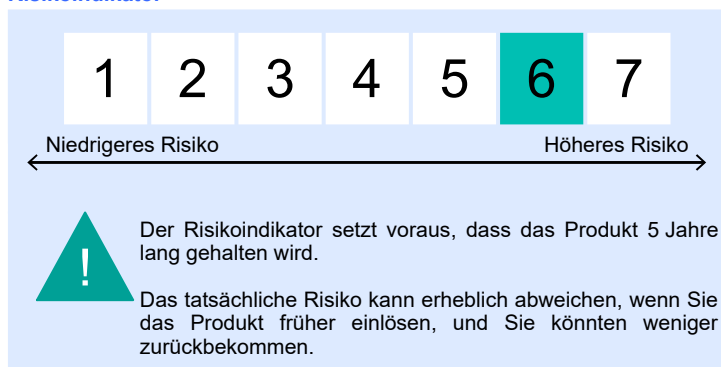 Risikoindikator
1 2 3 4 5 6 7
Niedrigeres Risiko Höheres Risiko
!
Der Risikoindikator setzt voraus, dass das Produkt 5 Jahre
lang gehalten wird.
Das tatsächliche Risiko kann erheblich abweichen, wenn Sie
das Produkt früher einlösen, und Sie könnten weniger
zurückbekommen.